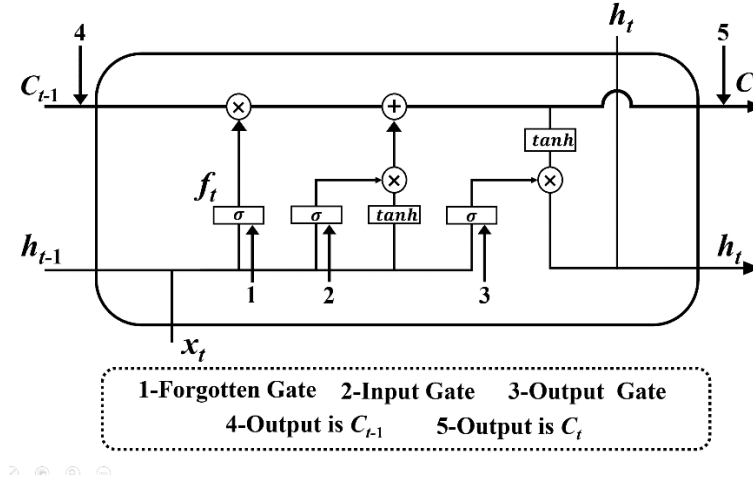 4
h_t
5
C_{t-1}
C
tanh
f_t
σ
σ
tanh
σ
h_{t-1}
h_t
1
2
3
x_t
1-Forgotten Gate 2-Input Gate 3-Output Gate
4-Output is C_{t-1} 5-Output is C_t